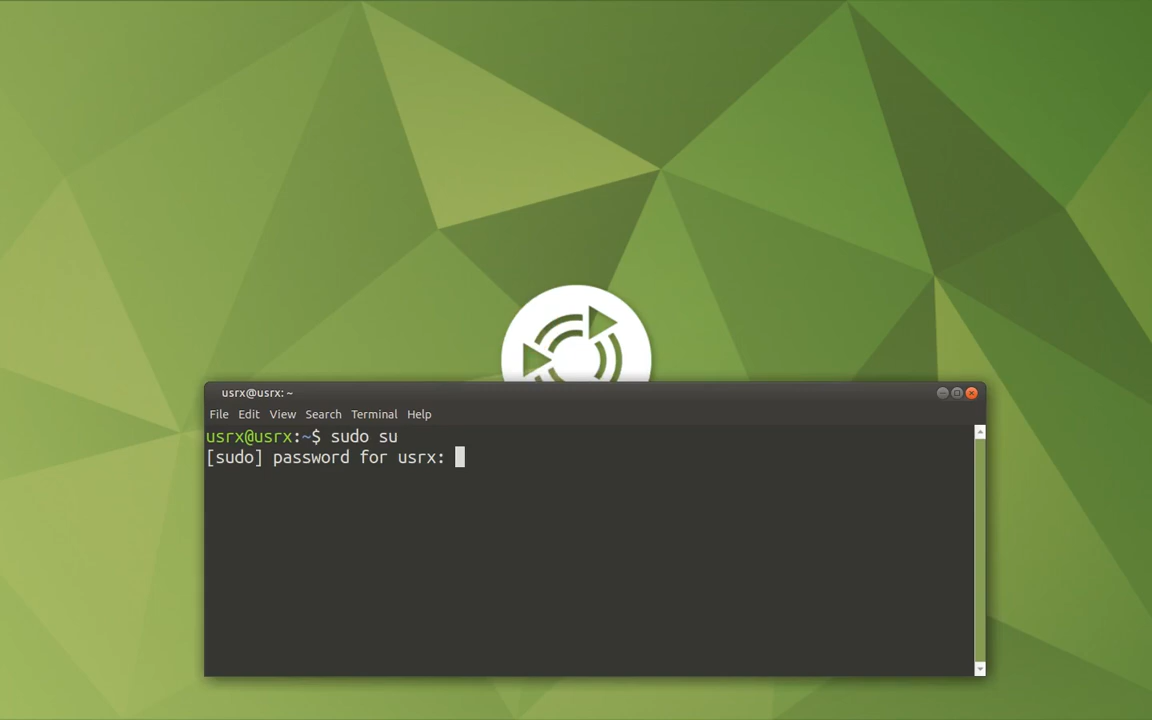 usrx@usrx: ~
File Edit View Search Terminal Help
usrx@usrx:~$ sudo su
[sudo] password for usrx: